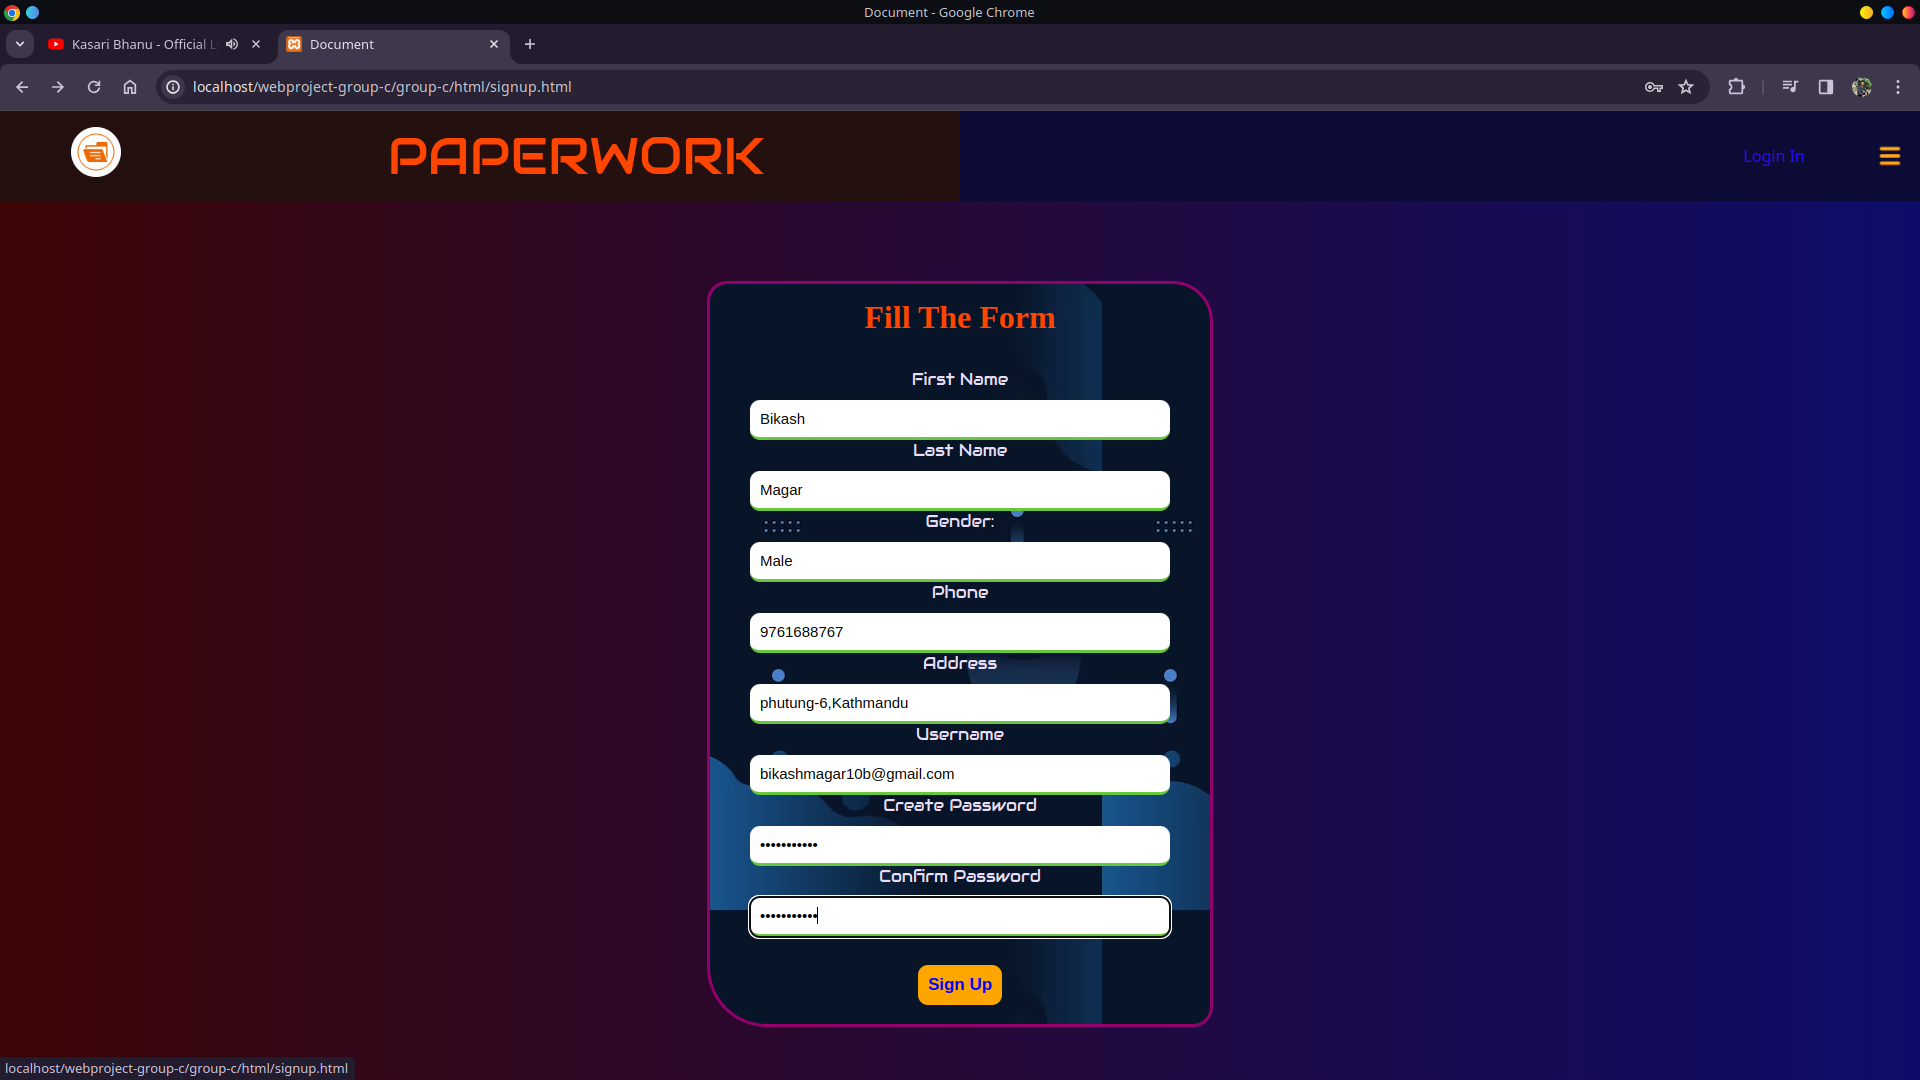 Document - Google Chrome
Kasari Bhanu - Official
Document
localhost/webproject-group-c/group-c/html/signup.html
PAPERWORK
Login In
Fill The Form
First Name
Bikash
Last Name
Magar
Gender:
Male
Phone
9761688767
Address
phutung-6,Kathmandu
Username
bikashmagar10b@gmail.com
Create Password
•••••••••••
Confirm Password
•••••••••••
Sign Up
localhost/webproject-group-c/group-c/html/signup.html